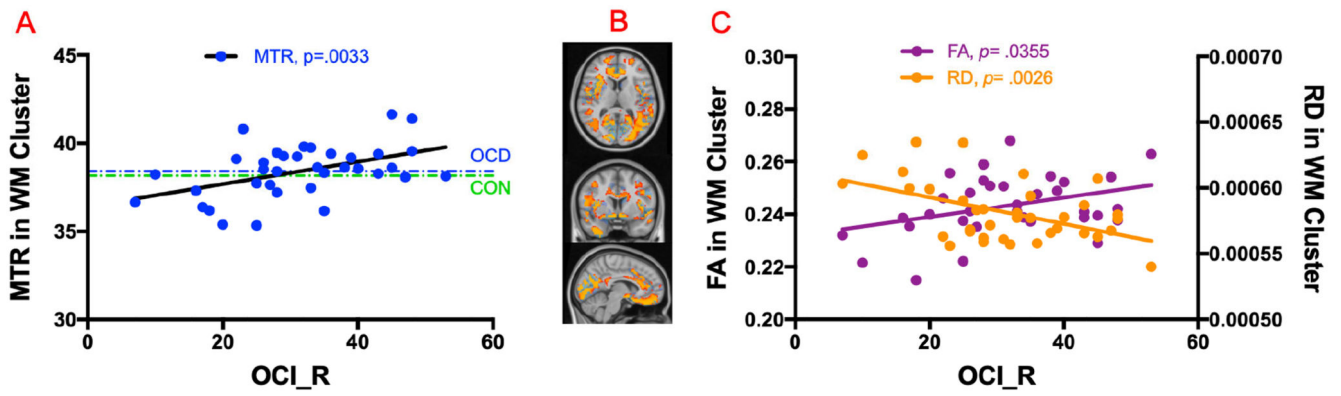 A
MTR, p=.0033
45
40
35
30
MTR in WM Cluster
OCD
CON
0
20
40
60
OCI_R
B
C
FA, p= .0355
RD, p= .0026
0.30
0.28
0.26
0.24
0.22
0.20
FA in WM Cluster
0.00070
0.00065
0.00060
0.00055
0.00050
RD in WM Cluster
0
20
40
60
OCI_R